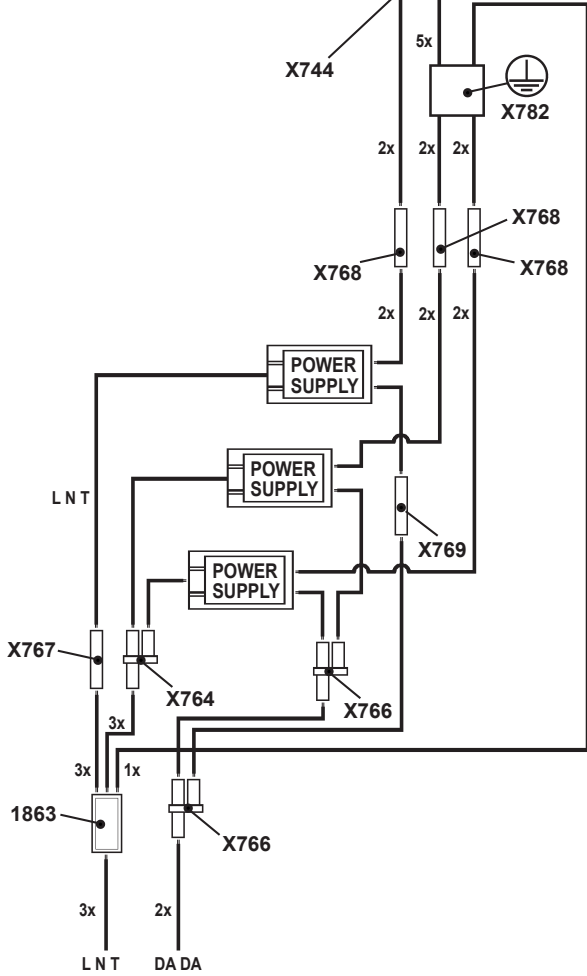 5x
X744
X782
2x 2x 2x
X768
X768 X768
2x 2x 2x
POWER
SUPPLY
POWER
SUPPLY
L N T
X769
POWER
SUPPLY
X767
X764
X766
3x
3x 1x
1863
X766
3x 2x
L N T DA DA